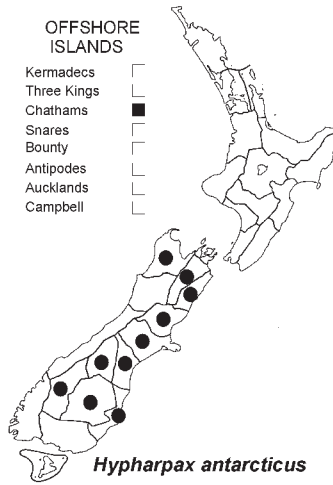 OFFSHORE
ISLANDS
Kermadecs
Three Kings
Chathams
Snares
Bounty
Antipodes
Aucklands
Campbell
Hypharpax antarcticus